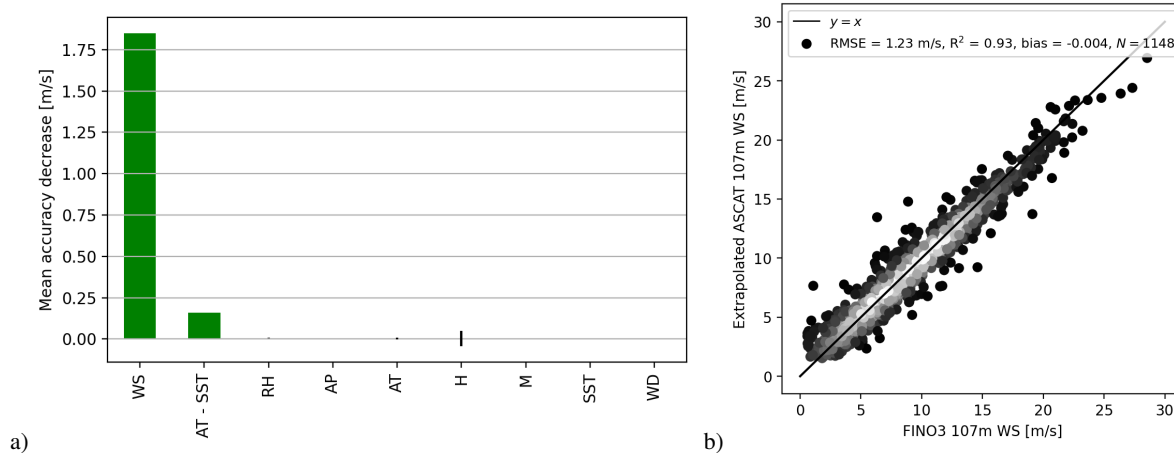 Mean accuracy decrease [m/s]
1.75
1.50
1.25
1.00
0.75
0.50
0.25
0.00
WS
AT - SST
RH
AP
AT
H
M
SST
WD
a)
Extrapolated ASCAT 107m WS [m/s]
30
25
20
15
10
5
0
y = x
RMSE = 1.23 m/s, R² = 0.93, bias = -0.004, N = 1148
0 5 10 15 20 25 30
FINO3 107m WS [m/s]
b)